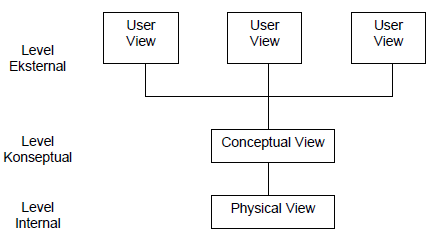 User
View
User
View
User
View
Level
Eksternal
Level
Konseptual
Conceptual View
Level
Internal
Physical View